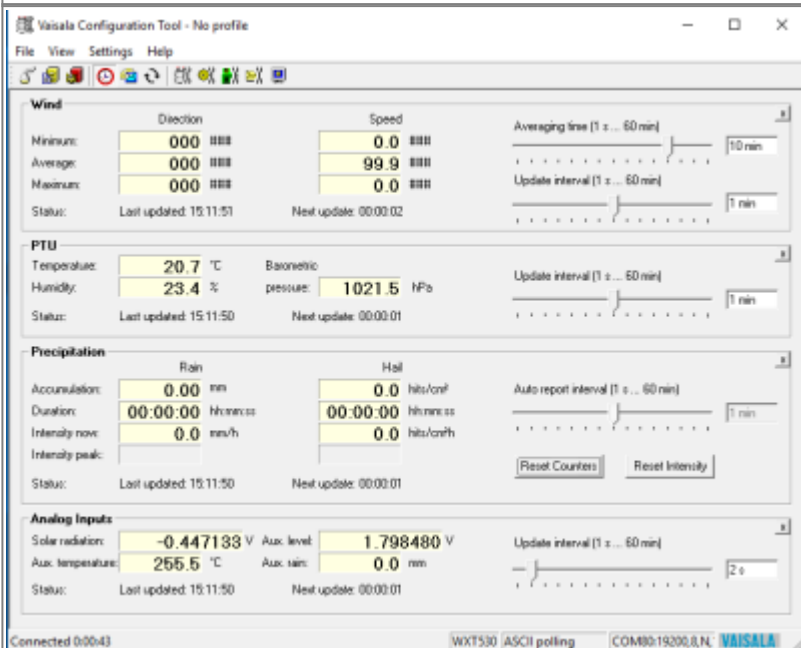 Vaisala Configuration Tool - No profile
File View Settings Help
Wind
Direction Speed
Minimum: 000 ### 0.0 ###
Average: 000 ### 99.9 ###
Maximum: 000 ### 0.0 ###
Status: Last updated: 15:11:51 Next update: 00:00:02
Averaging time (1 s ... 60 min)
10 min
Update interval (1 s ... 60 min)
1 min
PTU
Temperature: 20.7 °C Barometric
Humidity: 23.4 % pressure: 1021.5 hPa
Status: Last updated: 15:11:50 Next update: 00:00:01
Update interval (1 s ... 60 min)
1 min
Precipitation
Rain Hail
Accumulation: 0.00 mm 0.0 hits/cm²
Duration: 00:00:00 hh:mm:ss 00:00:00 hh:mm:ss
Intensity now: 0.0 mm/h 0.0 hits/cm²h
Intensity peak:
Status: Last updated: 15:11:50 Next update: 00:00:01
Auto report interval (1 s ... 60 min)
1 min
Reset Counters Reset Intensity
Analog Inputs
Solar radiation: -0.447133 V Aux. level: 1.798480 V
Aux. temperature: 255.5 °C Aux. rain: 0.0 mm
Status: Last updated: 15:11:50 Next update: 00:00:01
Update interval (1 s ... 60 min)
2 s
Connected 0:00:43 WXT530 ASCII polling COM80:19200,8,N, VAISALA